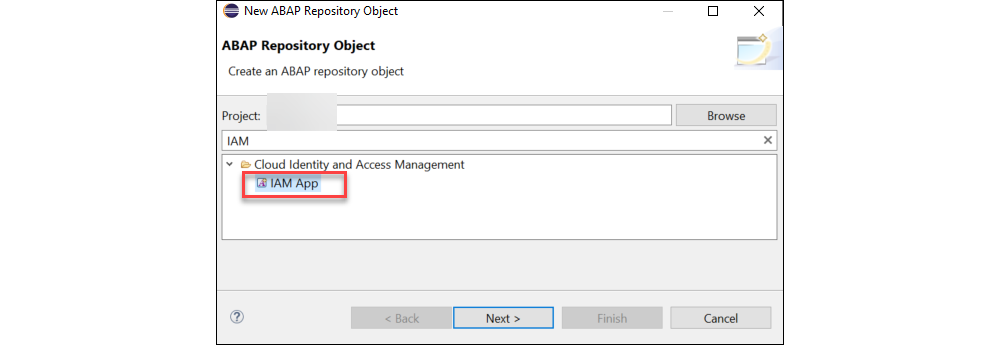 New ABAP Repository Object
ABAP Repository Object
Create an ABAP repository object
Project:
Browse
IAM
Cloud Identity and Access Management
IAM App
< Back
Next >
Finish
Cancel